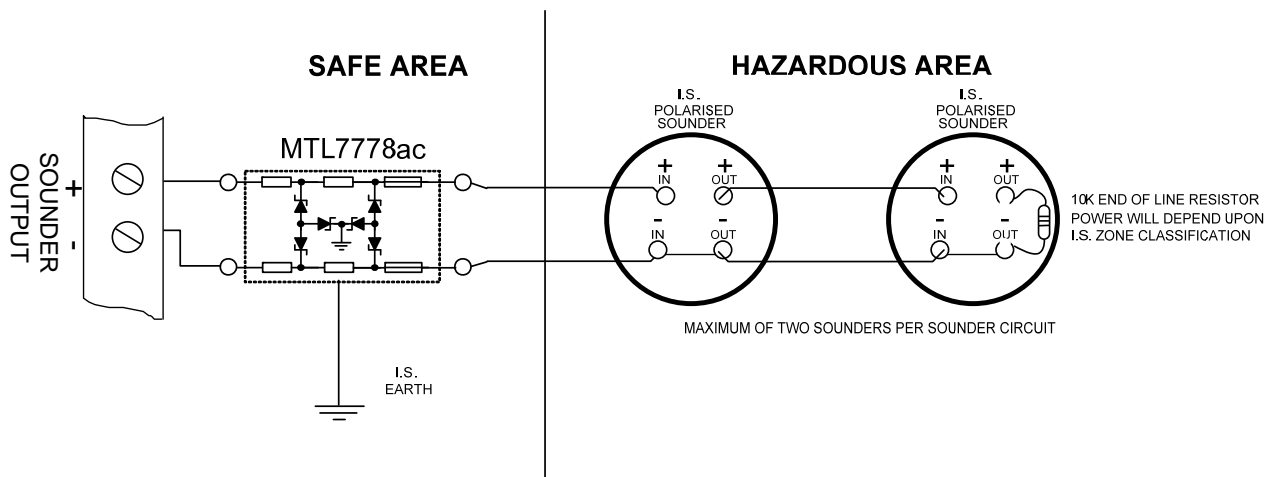 SAFE AREA
HAZARDOUS AREA
SOUNDER
OUTPUT
+
-
MTL7778ac
I.S.
EARTH
I.S.
POLARISED
SOUNDER
+ +
IN OUT
- -
IN OUT
I.S.
POLARISED
SOUNDER
+ +
IN OUT
- -
IN OUT
10K END OF LINE RESISTOR
POWER WILL DEPEND UPON
I.S. ZONE CLASSIFICATION
MAXIMUM OF TWO SOUNDERS PER SOUNDER CIRCUIT